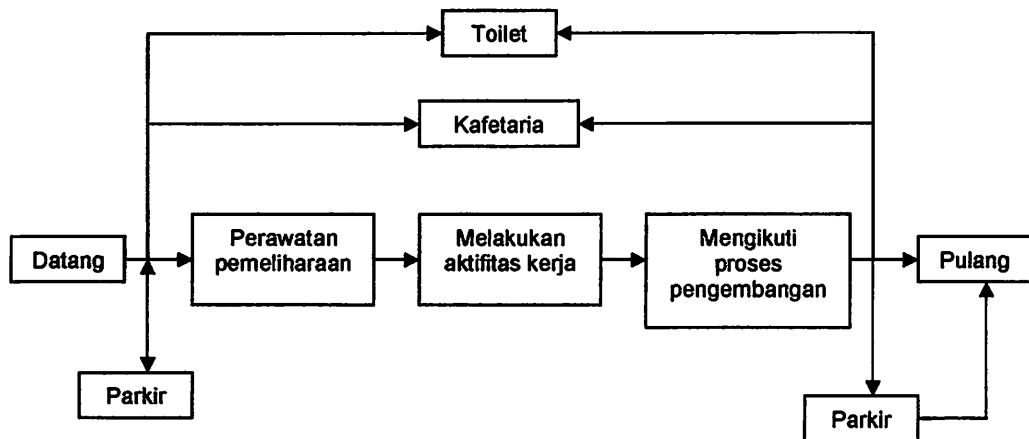 Toilet
Kafetaria
Datang
Perawatan
pemeliharaan
Melakukan
aktifitas kerja
Mengikuti
proses
pengembangan
Pulang
Parkir
Parkir